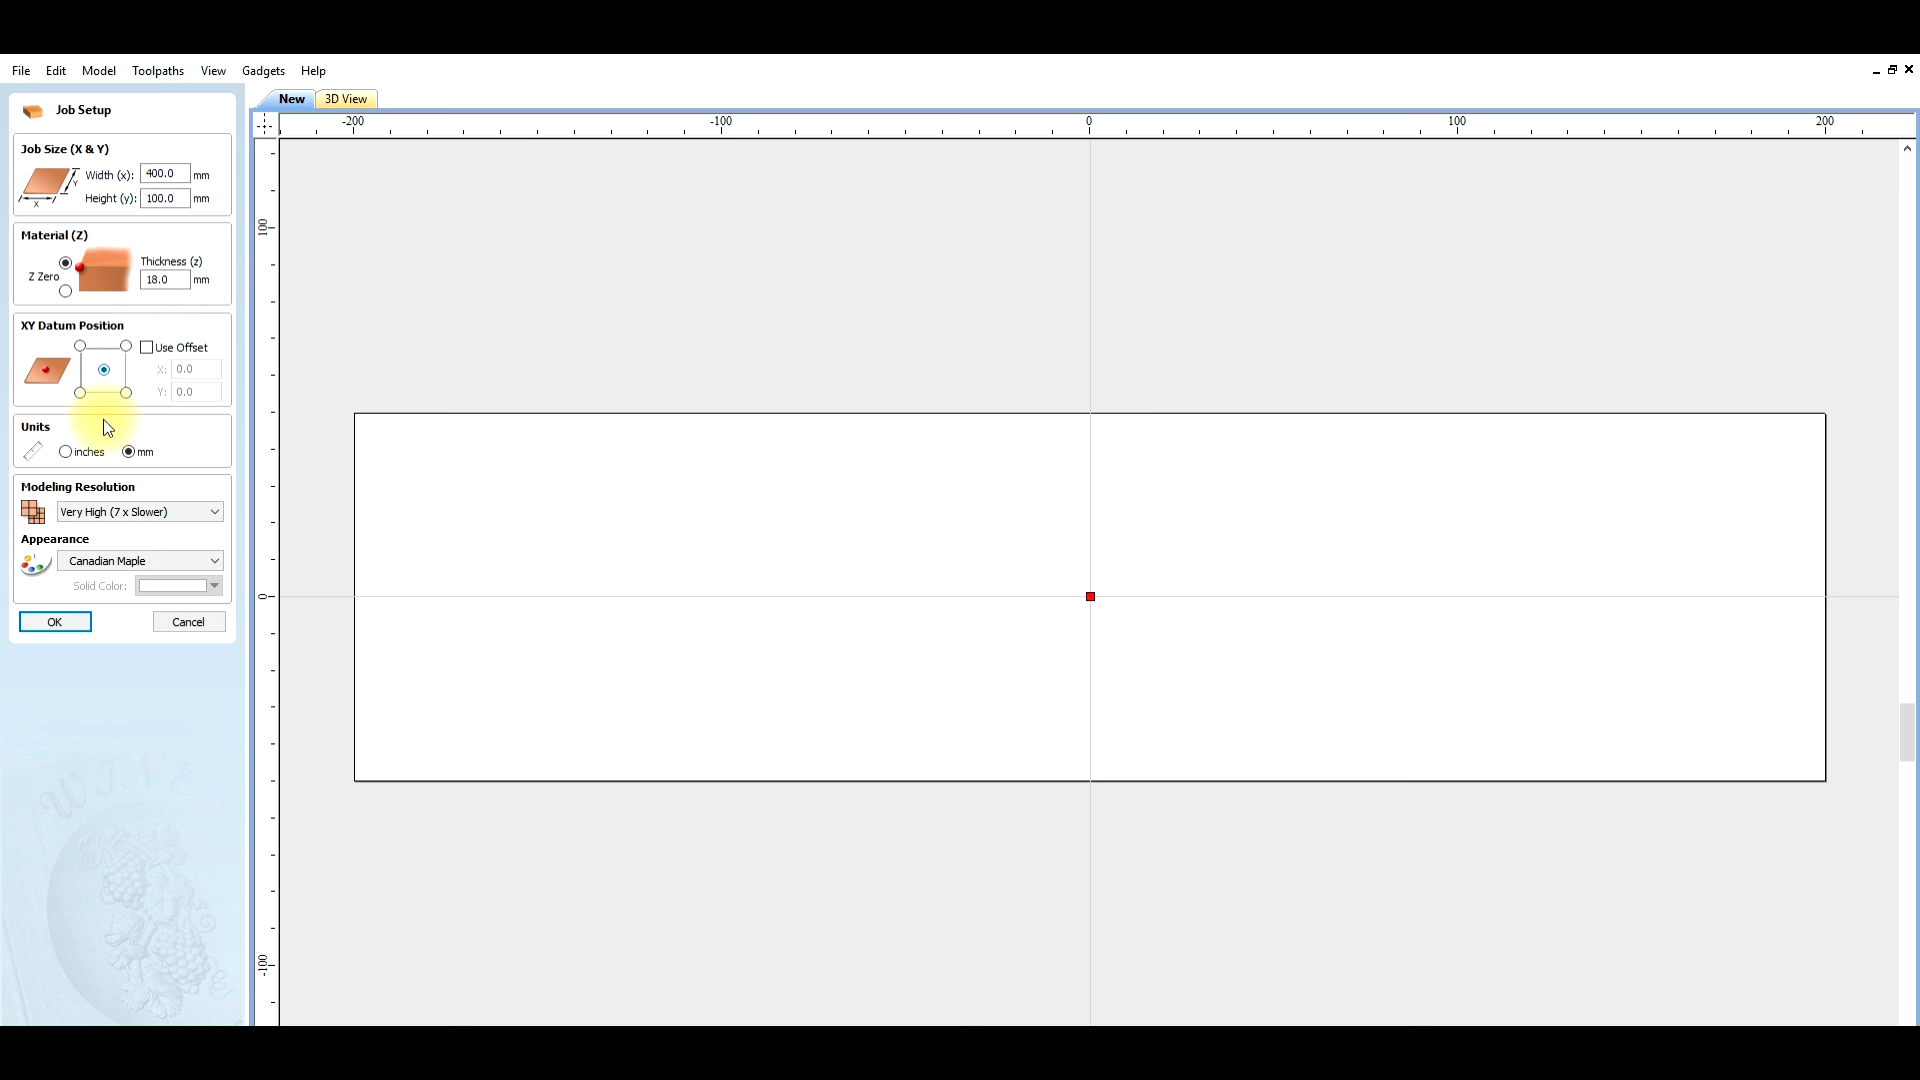 File Edit Model Toolpaths View Gadgets Help
New 3D View
Job Setup
-200 -100 0 100 200
Job Size (X & Y)
Width (x): 400.0 mm
Y
Height (y): 100.0 mm
X
Material (Z)
Thickness (z)
Z Zero
18.0 mm
100
XY Datum Position
Use Offset
X: 0.0
Y: 0.0
Units
inches mm
Modeling Resolution
Very High (7 x Slower)
Appearance
Canadian Maple
Solid Color:
0
OK Cancel
WINE
-100